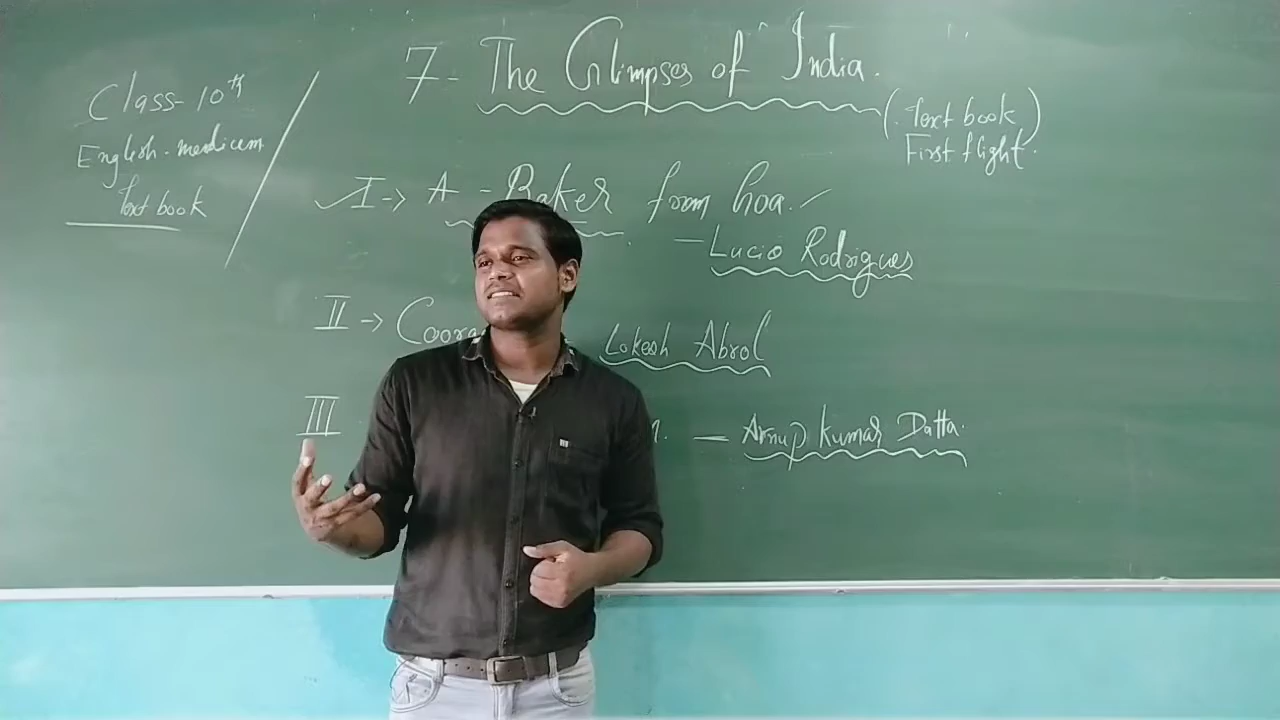 7- The Glimpses of India.
(Text book
First flight.)
Class-10th
English-medium
Text book
I-> A - Baker from Goa.
- Lucio Rodrigues
II -> Coorg
Lokesh Abrol
III
- Arnup kumar Datta.